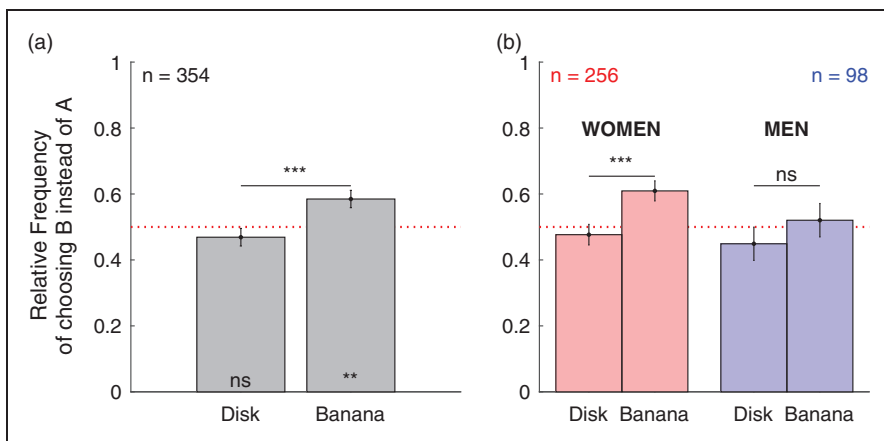 (a)
n = 354
1
0.8
0.6
0.4
0.2
0
Relative Frequency
of choosing B instead of A
***
ns
**
Disk
Banana
(b)
n = 256
n = 98
1
0.8
0.6
0.4
0.2
0
WOMEN
MEN
***
ns
Disk Banana
Disk Banana